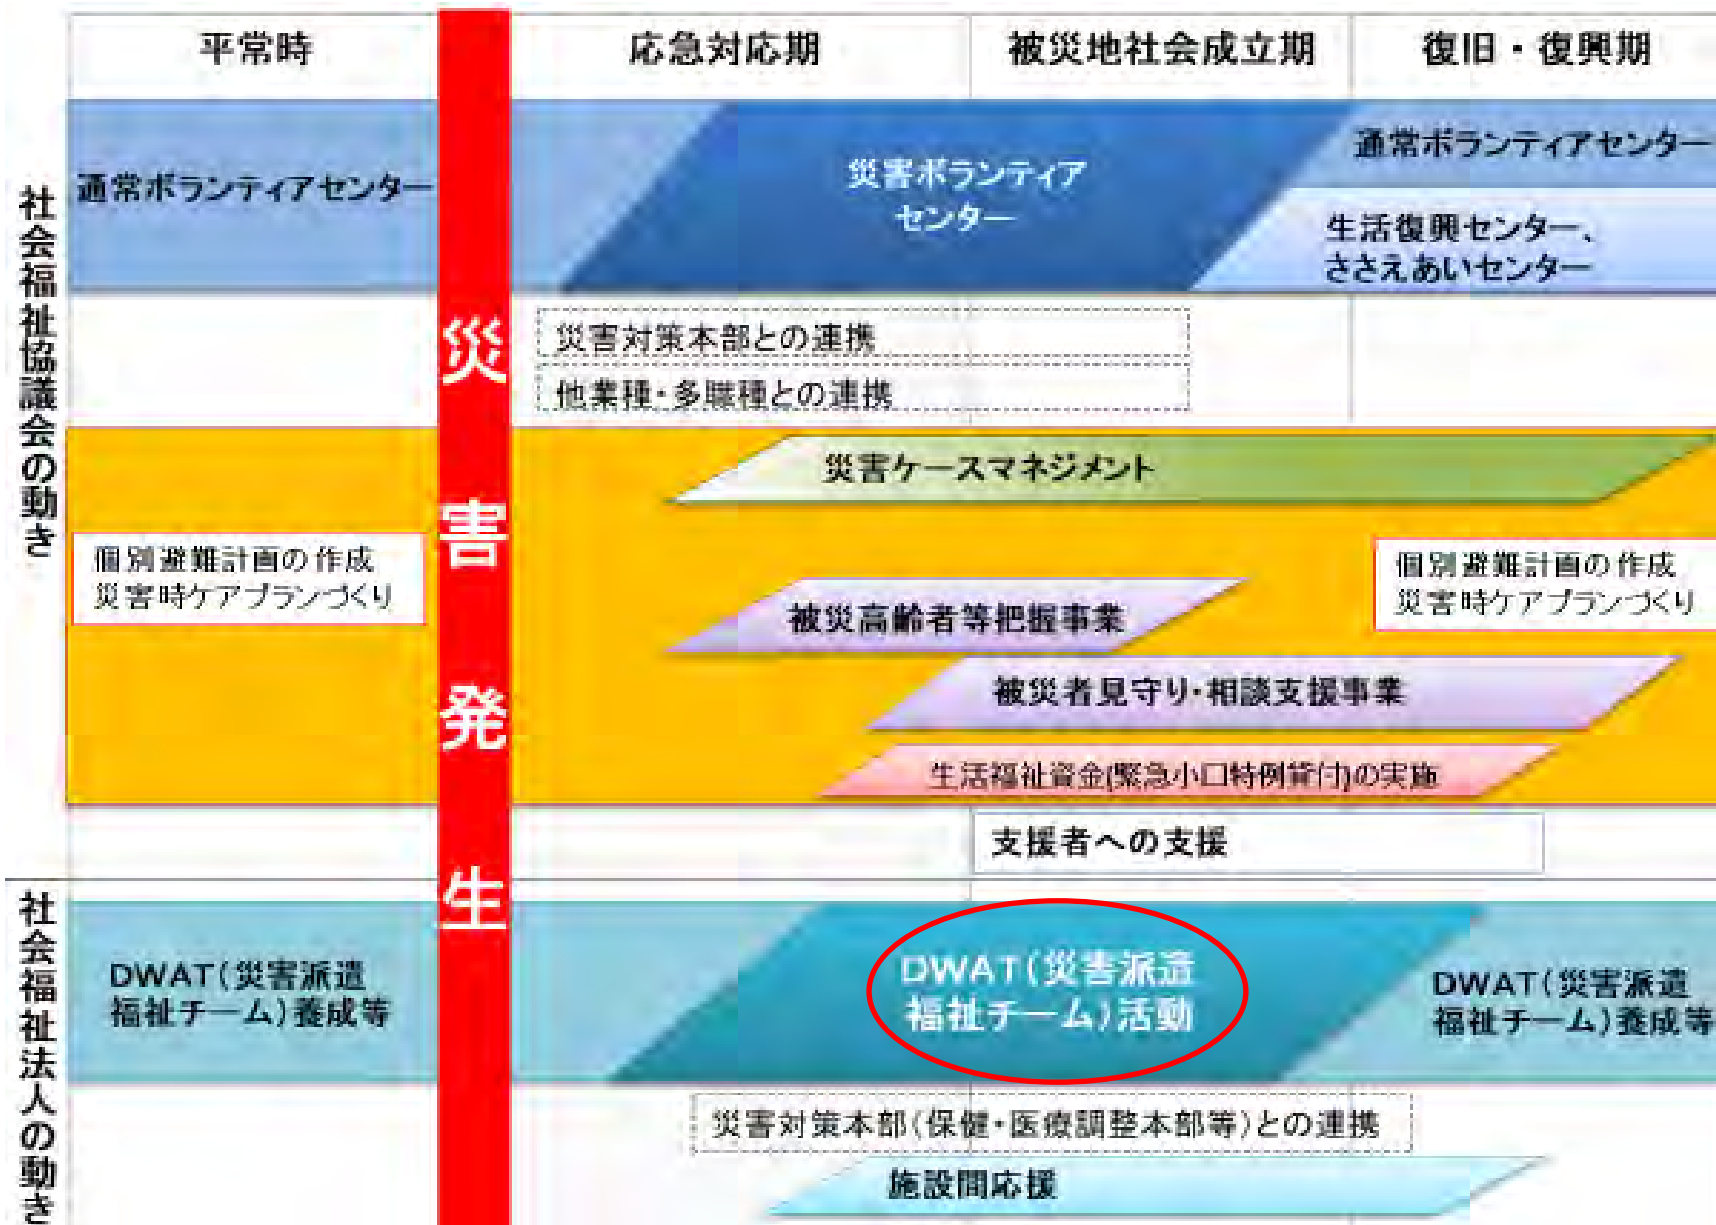 平常時
応急対応期
被災地社会成立期
復旧・復興期
社会福祉協議会の動き
通常ボランティアセンター
災害発生
災害ボランティア
センター
通常ボランティアセンター
生活復興センター、
ささえあいセンター
災害対策本部との連携
他業種・多職種との連携
災害ケースマネジメント
個別避難計画の作成
災害時ケアプランづくり
個別避難計画の作成
災害時ケアプランづくり
被災高齢者等把握事業
被災者見守り・相談支援事業
生活福祉資金(緊急小口特例貸付)の実施
支援者への支援
社会福祉法人の動き
DWAT(災害派遣
福祉チーム)養成等
DWAT(災害派遣
福祉チーム)活動
DWAT(災害派遣
福祉チーム)養成等
災害対策本部(保健・医療調整本部等)との連携
施設間応援